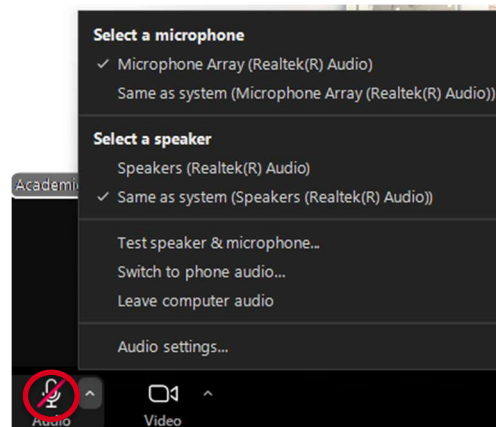 Select a microphone
✓ Microphone Array (Realtek(R) Audio)
Same as system (Microphone Array (Realtek(R) Audio))
Select a speaker
Speakers (Realtek(R) Audio)
Academi
✓ Same as system (Speakers (Realtek(R) Audio))
Test speaker & microphone...
Switch to phone audio...
Leave computer audio
Audio settings...
Audio
Video